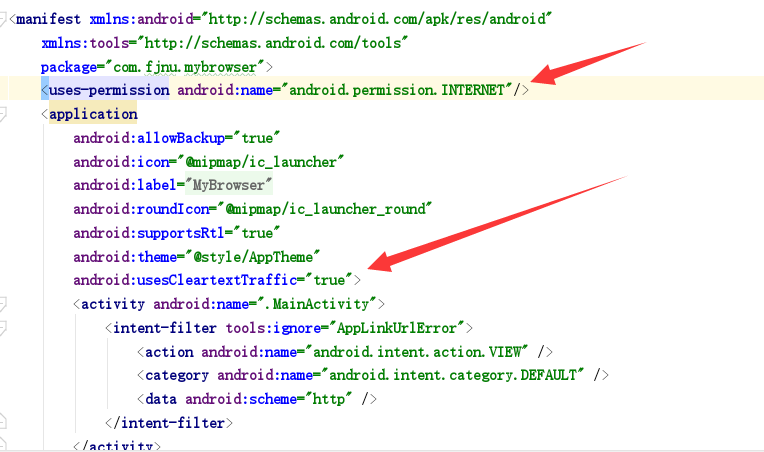 <manifest xmlns:android="http://schemas.android.com/apk/res/android"
    xmlns:tools="http://schemas.android.com/tools"
    package="com.fjnu.mybrowser">
    <uses-permission android:name="android.permission.INTERNET"/>
    <application
        android:allowBackup="true"
        android:icon="@mipmap/ic_launcher"
        android:label="MyBrowser"
        android:roundIcon="@mipmap/ic_launcher_round"
        android:supportsRtl="true"
        android:theme="@style/AppTheme"
        android:usesCleartextTraffic="true">
        <activity android:name=".MainActivity">
            <intent-filter tools:ignore="AppLinkUrlError">
                <action android:name="android.intent.action.VIEW" />
                <category android:name="android.intent.category.DEFAULT" />
                <data android:scheme="http" />
            </intent-filter>
        </activity>